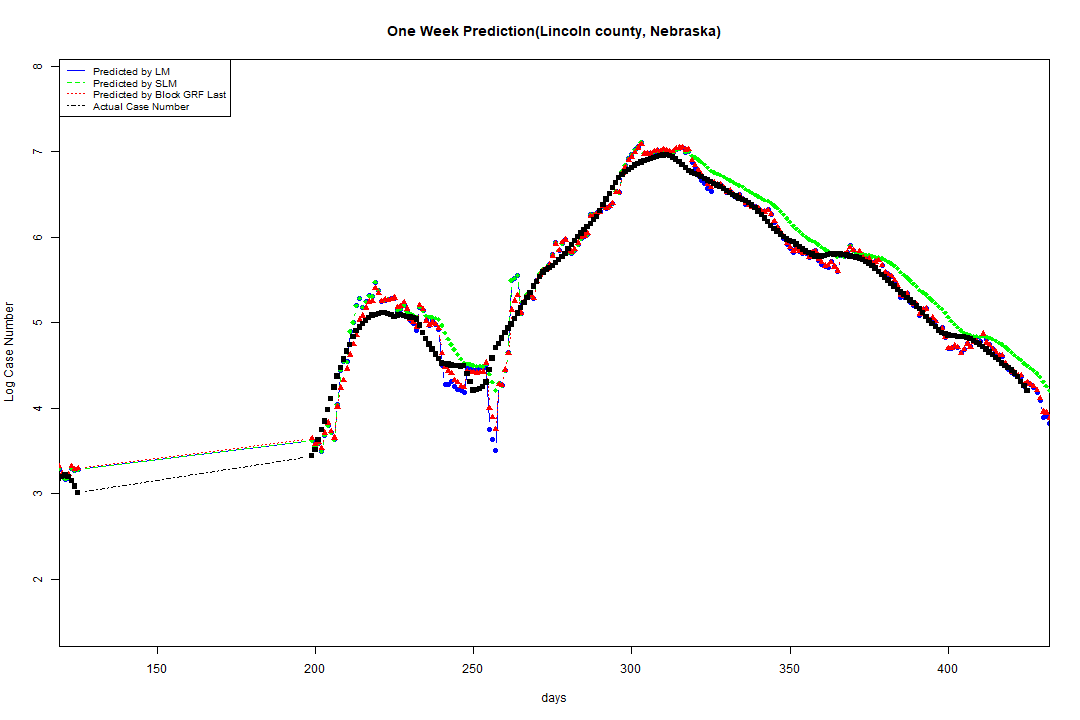 One Week Prediction(Lincoln county, Nebraska)
Predicted by LM
Predicted by SLM
Predicted by Block GRF Last
Actual Case Number
8
7
6
5
4
3
2
Log Case Number
150 200 250 300 350 400
days